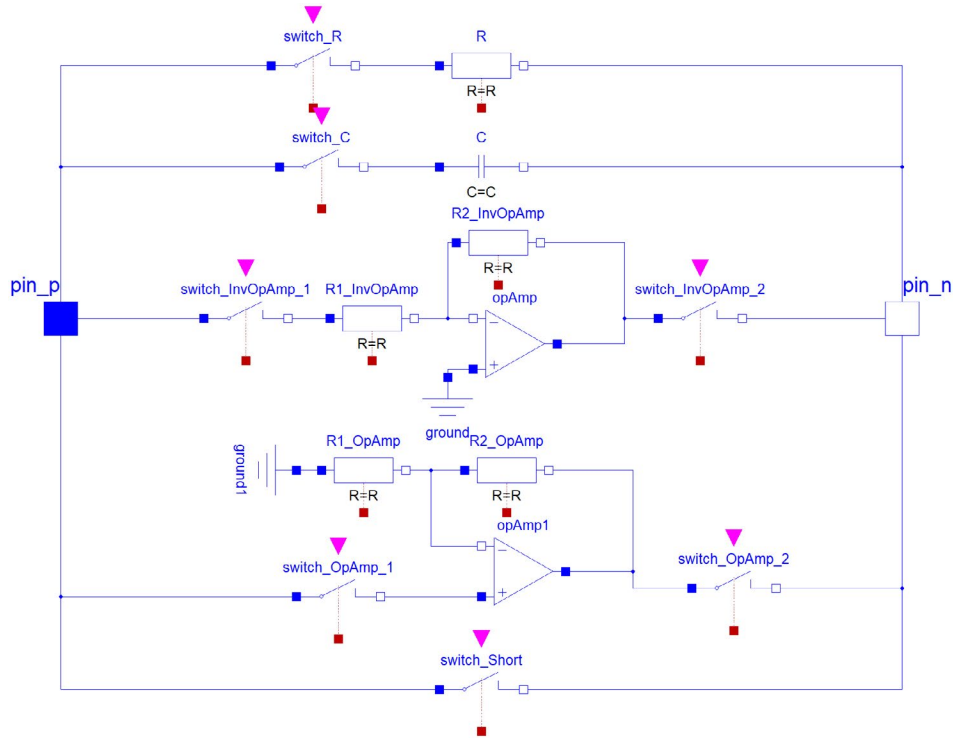 switch_R
R
R=R
switch_C
C
C=C
R2_InvOpAmp
R=R
pin_p
switch_InvOpAmp_1
R1_InvOpAmp
opAmp
switch_InvOpAmp_2
pin_n
−
R=R
+
ground
ground1
R1_OpAmp
R2_OpAmp
R=R
R=R
opAmp1
−
switch_OpAmp_1
switch_OpAmp_2
+
switch_Short